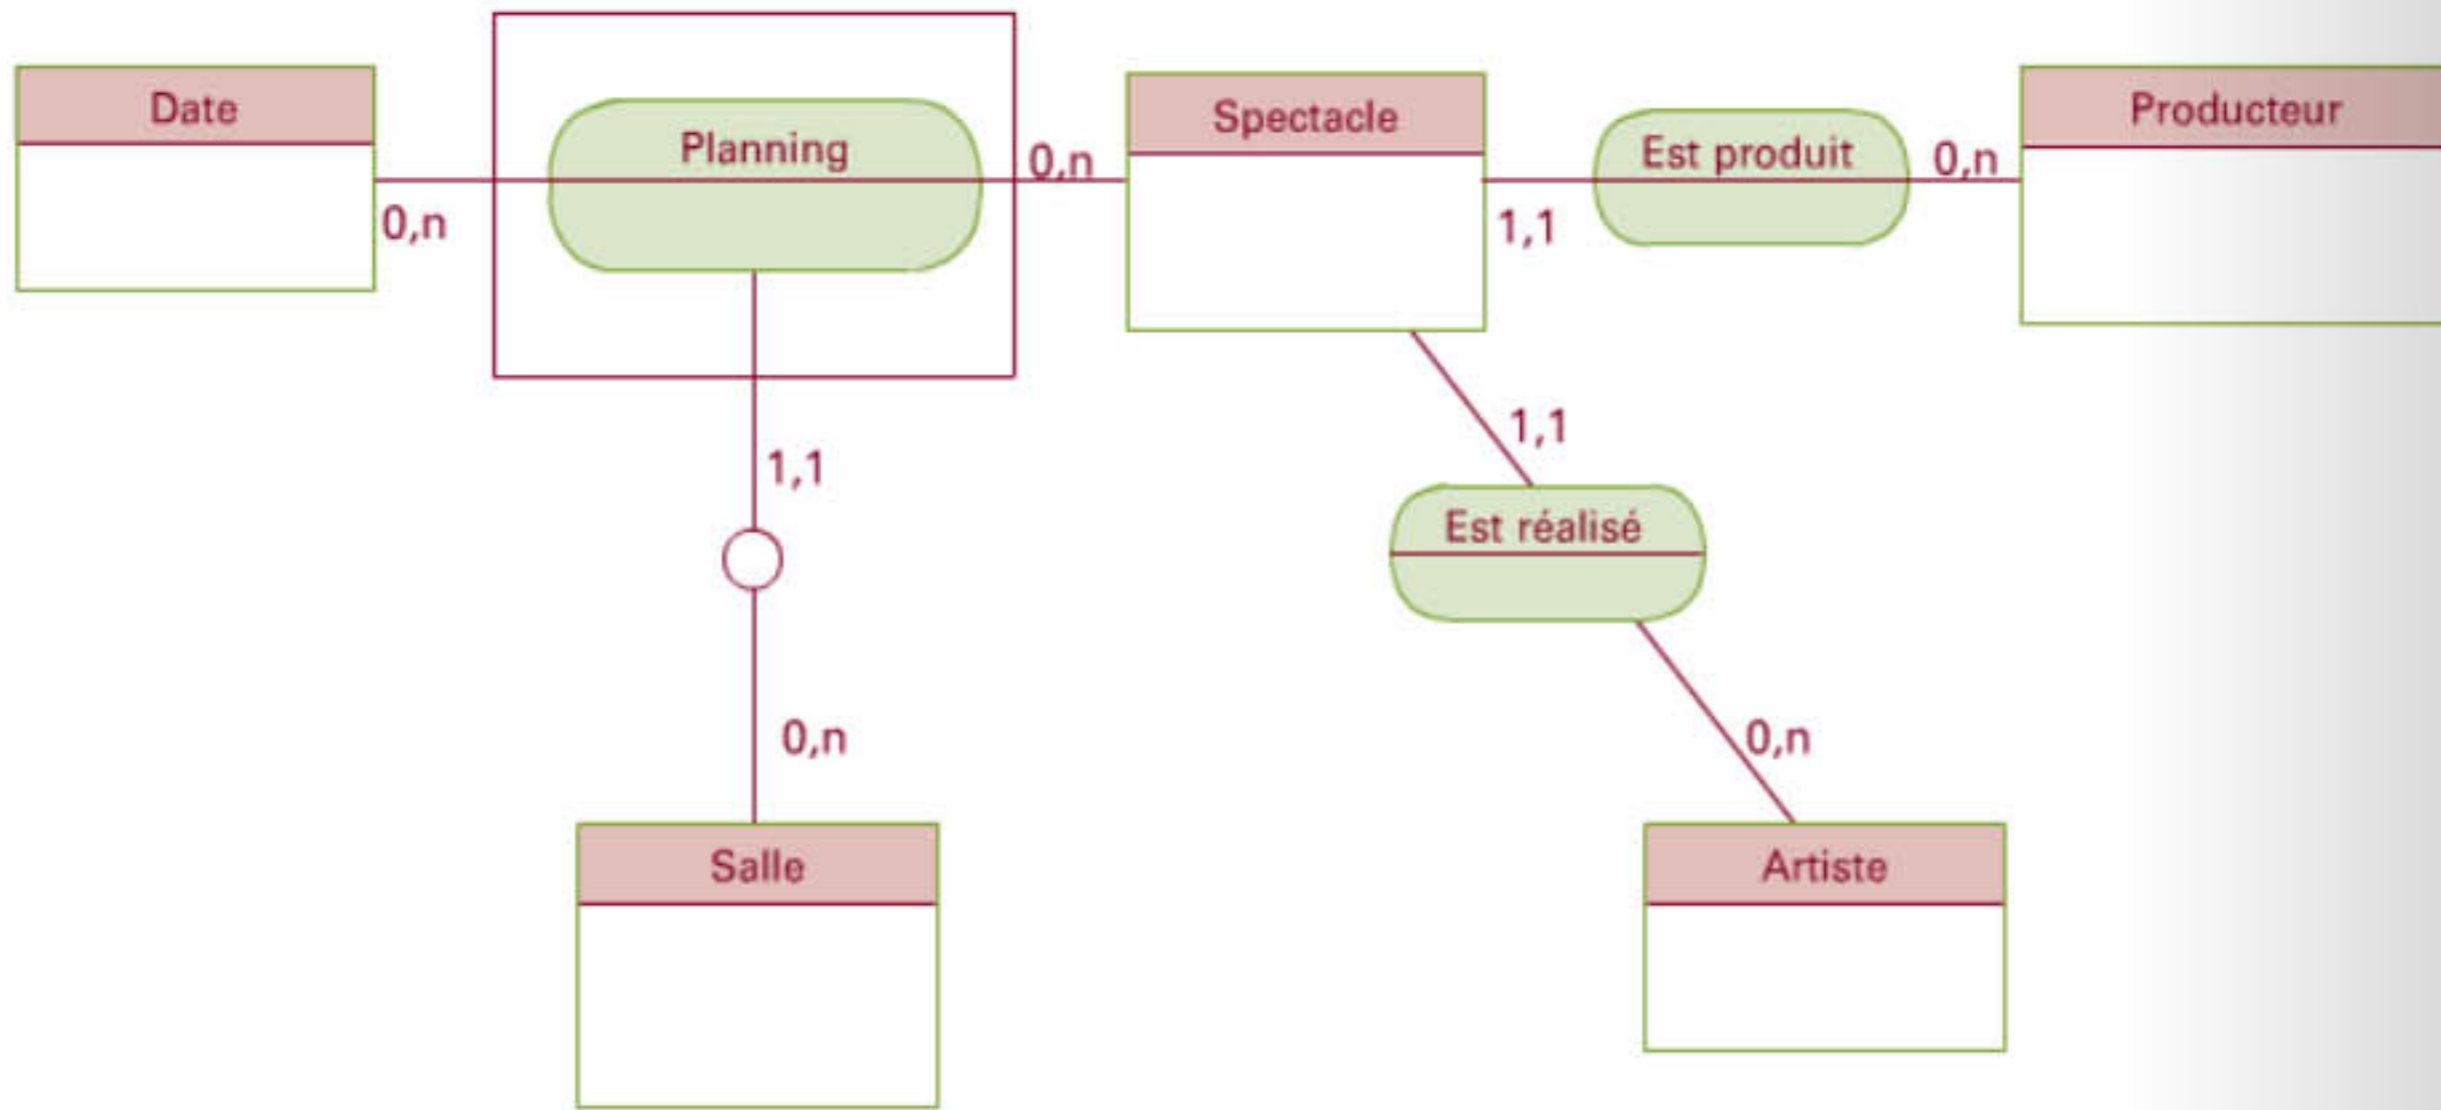 Date
Planning
Spectacle
Est produit
Producteur
0,n
0,n
1,1
0,n
1,1
1,1
Est réalisé
0,n
0,n
Salle
Artiste